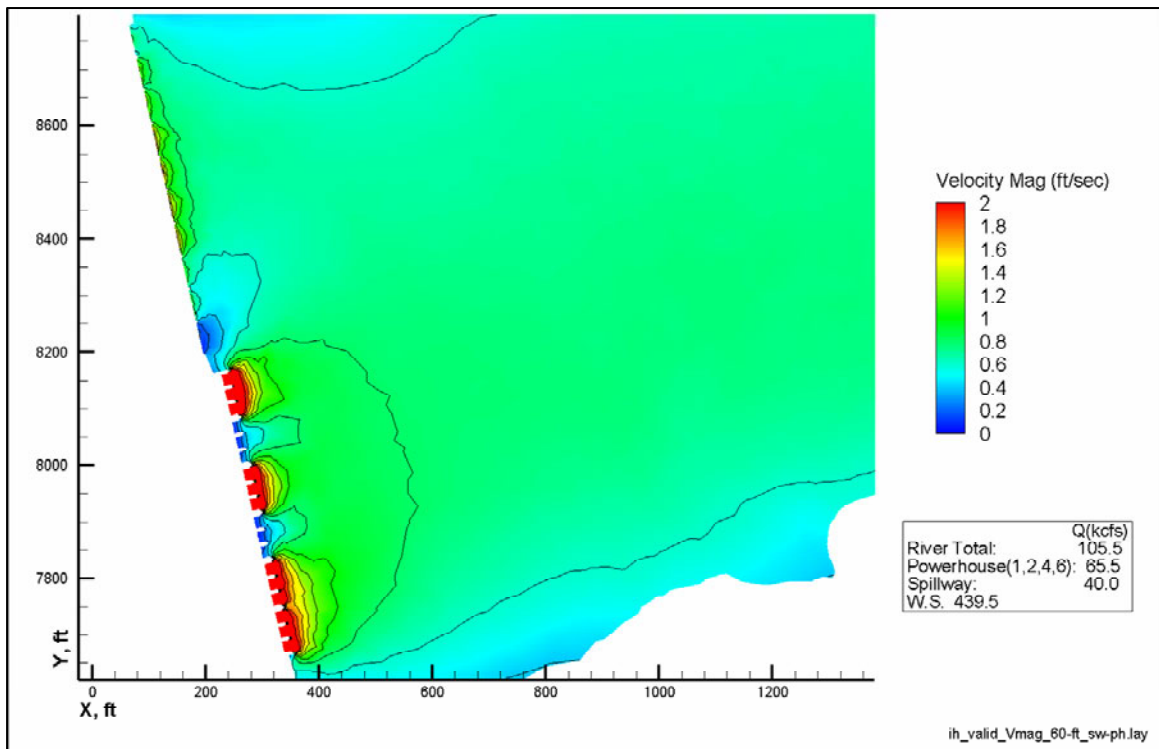 8600
8400
8200
8000
7800
Y, ft
0
200
400
600
800
1000
1200
X, ft
Velocity Mag (ft/sec)
2
1.8
1.6
1.4
1.2
1
0.8
0.6
0.4
0.2
0
Q(kcfs)
River Total: 105.5
Powerhouse(1,2,4,6): 65.5
Spillway: 40.0
W.S. 439.5
ih_valid_Vmag_60-ft_sw-ph.lay